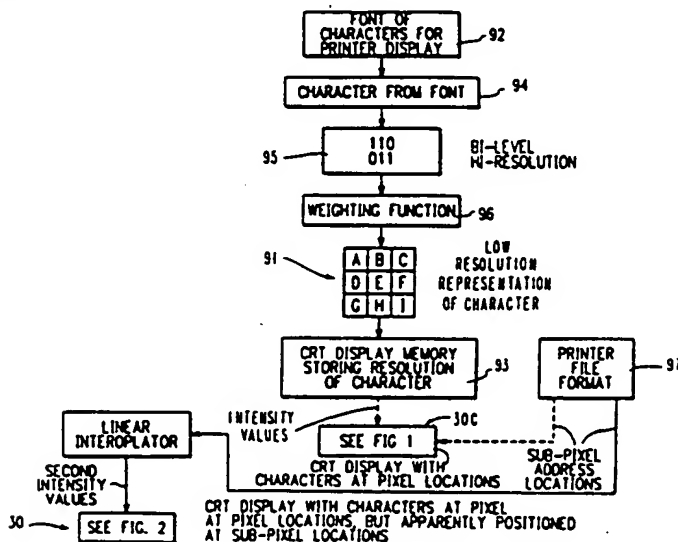 FONT OF
CHARACTERS FOR
PRINTER DISPLAY
92
CHARACTER FROM FONT
94
95
110
011
BI-LEVEL
HI-RESOLUTION
WEIGHTING FUNCTION
96
91
A B C
D E F
G H I
LOW
RESOLUTION
REPRESENTATION
OF CHARACTER
CRT DISPLAY MEMORY
STORING RESOLUTION
OF CHARACTER
93
PRINTER
FILE
FORMAT
97
LINEAR
INTEROPLATOR
INTENSITY
VALUES
30C
SEE FIG 1
CRT DISPLAY WITH
CHARACTERS AT PIXEL LOCATIONS
SUB-PIXEL
ADDRESS
LOCATIONS
SECOND
INTENSITY
VALUES
30
SEE FIG. 2
CRT DISPLAY WITH CHARACTERS AT PIXEL
AT PIXEL LOCATIONS, BUT APPARENTLY POSITIONED
AT SUB-PIXEL LOCATIONS